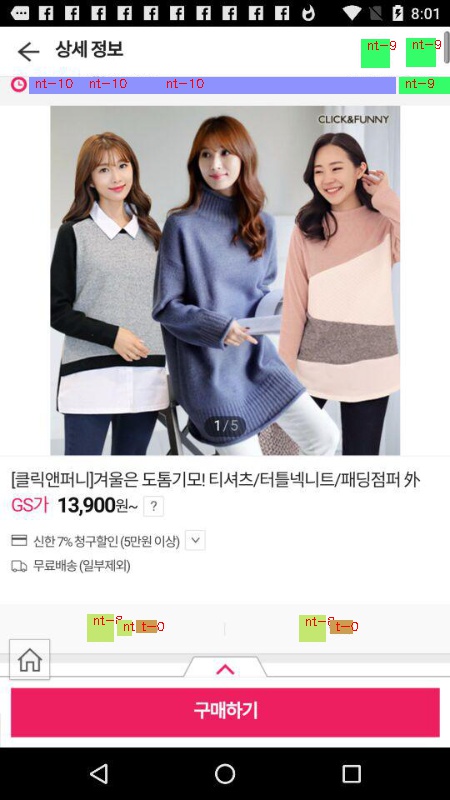 8:01
상세 정보
nt-9
nt-9
nt-10 nt-10 nt-10
nt-9
CLICK&FUNNY
1/5
[클릭앤퍼니]겨울은 도톰기모! 티셔츠/터틀넥니트/패딩점퍼 外
GS가 13,900원~ ?
신한 7% 청구할인 (5만원 이상)
무료배송 (일부제외)
nt-8 nt t-0 nt-8 t-0
구매하기